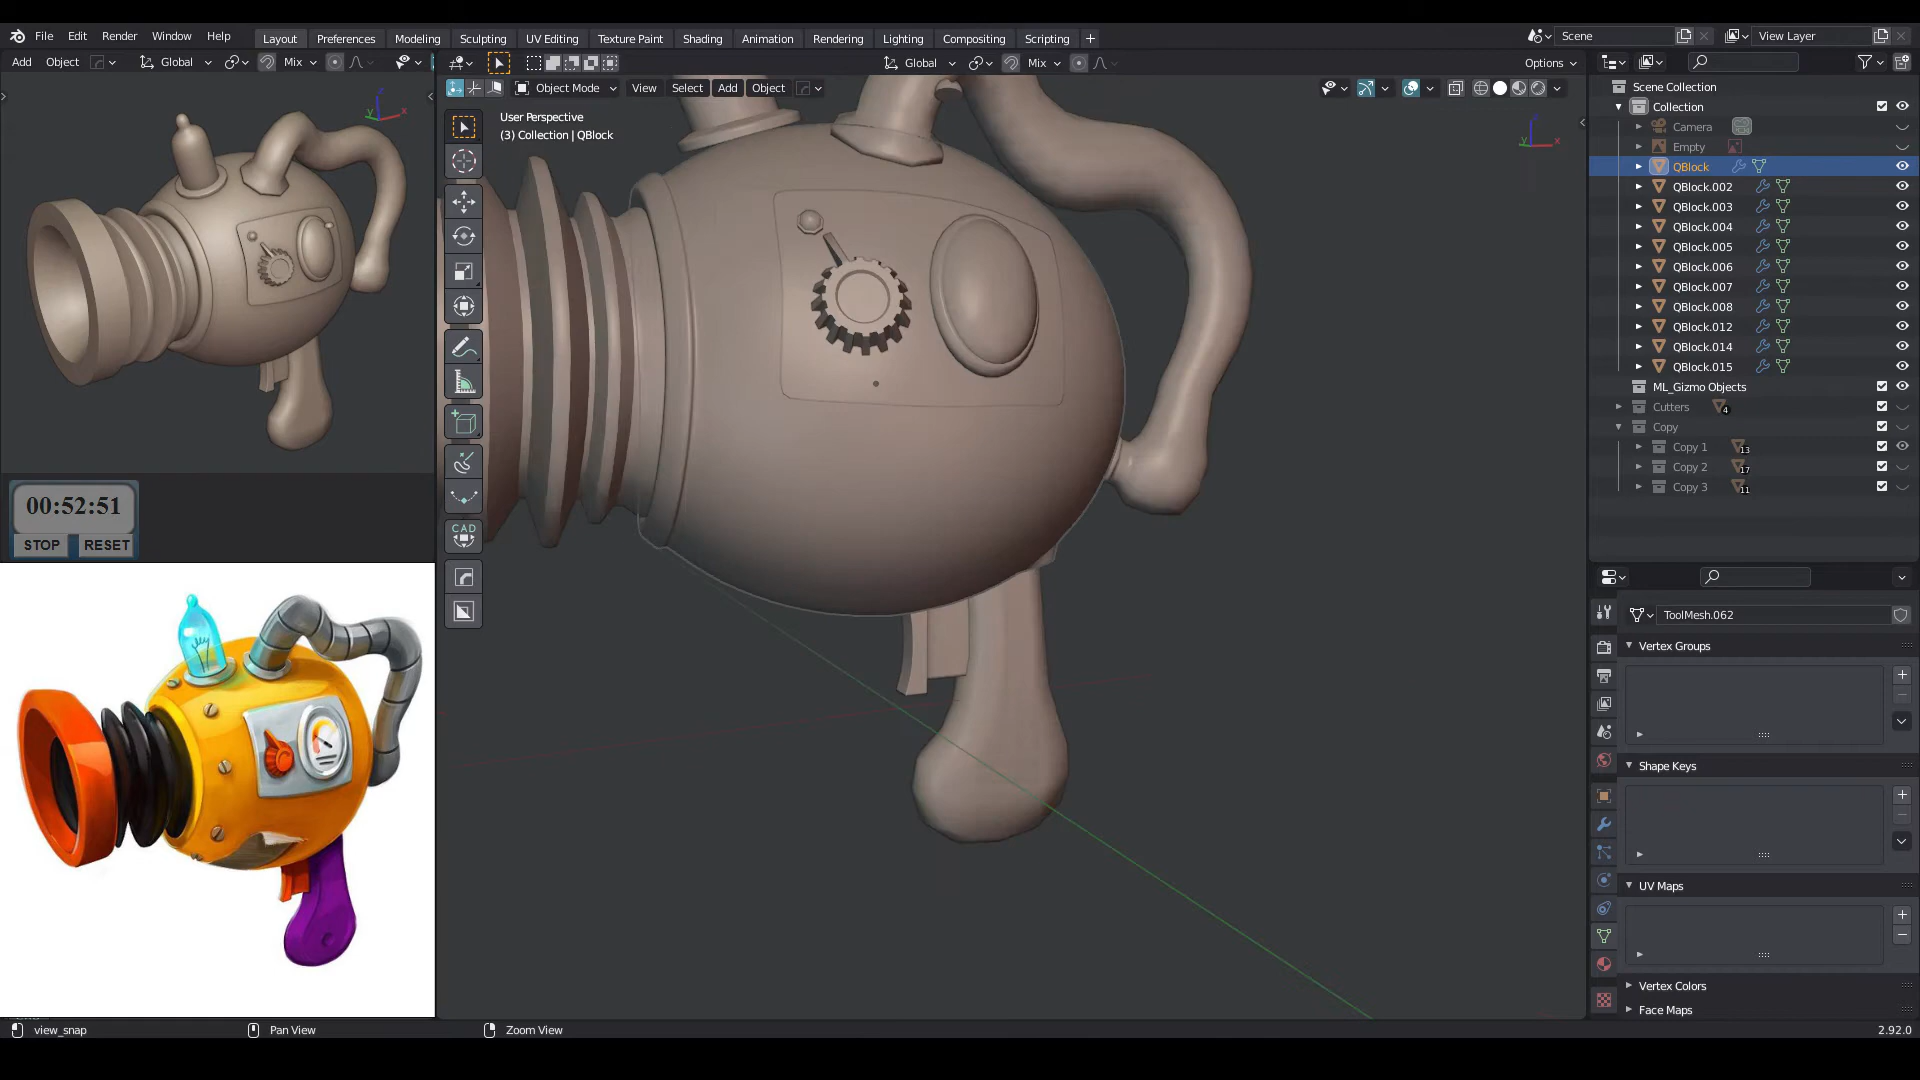 File Edit Render Window Help Layout Preferences Modeling Sculpting UV Editing Texture Paint Shading Animation Rendering Lighting Compositing Scripting + Scene View Layer
Add Object Global Mix Global Mix Options
Object Mode View Select Add Object
User Perspective
(3) Collection | QBlock
CAD
00:52:51
STOP RESET
Scene Collection
Collection
Camera
Empty
QBlock
QBlock.002
QBlock.003
QBlock.004
QBlock.005
QBlock.006
QBlock.007
QBlock.008
QBlock.012
QBlock.014
QBlock.015
ML_Gizmo Objects
Cutters 4
Copy
Copy 1 13
Copy 2 17
Copy 3 11
ToolMesh.062
Vertex Groups
Shape Keys
UV Maps
Vertex Colors
Face Maps
view_snap Pan View Zoom View 2.92.0